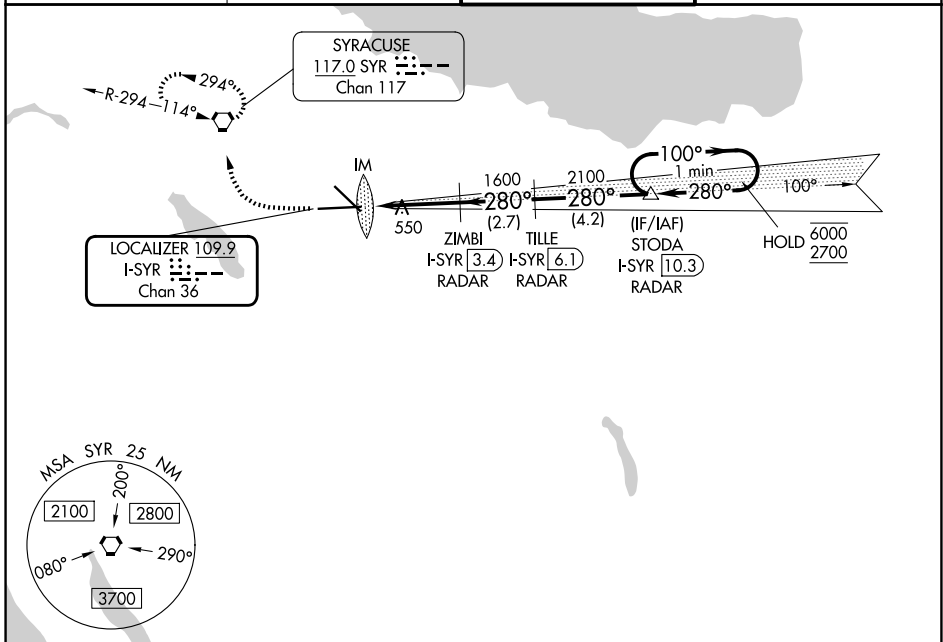 SYRACUSE
117.0 SYR
Chan 117
294°
R-294
114°
IM
LOCALIZER 109.9
I-SYR
Chan 36
550
1600
280°
(2.7)
2100
280°
(4.2)
100°
1 min
280°
100°
ZIMBI
I-SYR 3.4
RADAR
TILLE
I-SYR 6.1
RADAR
(IF/IAF)
STODA
I-SYR 10.3
RADAR
HOLD 6000
2700
MSA SYR 25 NM
200°
2100
2800
080°
290°
3700